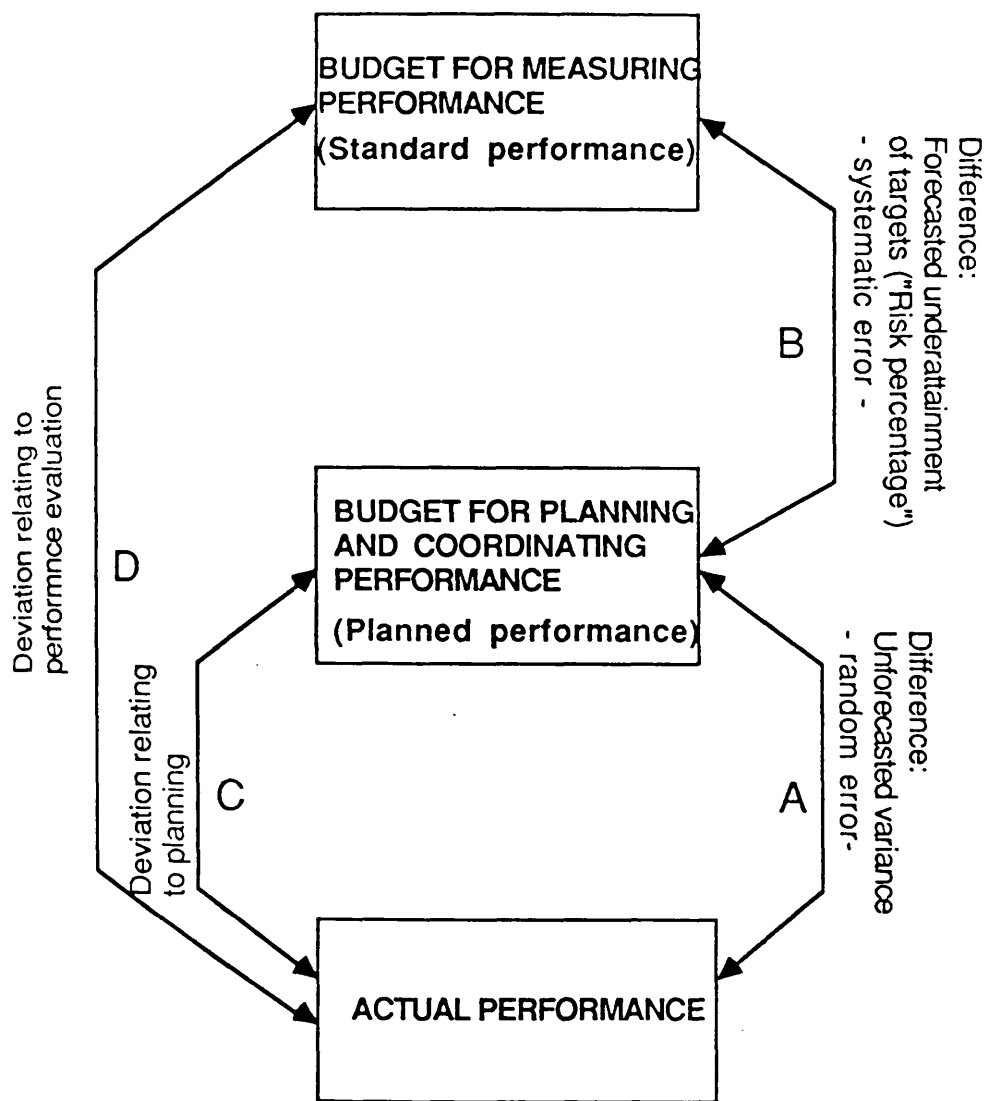 BUDGET FOR MEASURING
PERFORMANCE
(Standard performance)
Difference:
Forecasted underattainment
of targets ("Risk percentage")
- systematic error -
B
BUDGET FOR PLANNING
AND COORDINATING
PERFORMANCE
(Planned performance)
Deviation relating to
performnce evaluation
D
Deviation relating
to planning
C
A
Difference:
Unforecasted variance
- random error-
ACTUAL PERFORMANCE